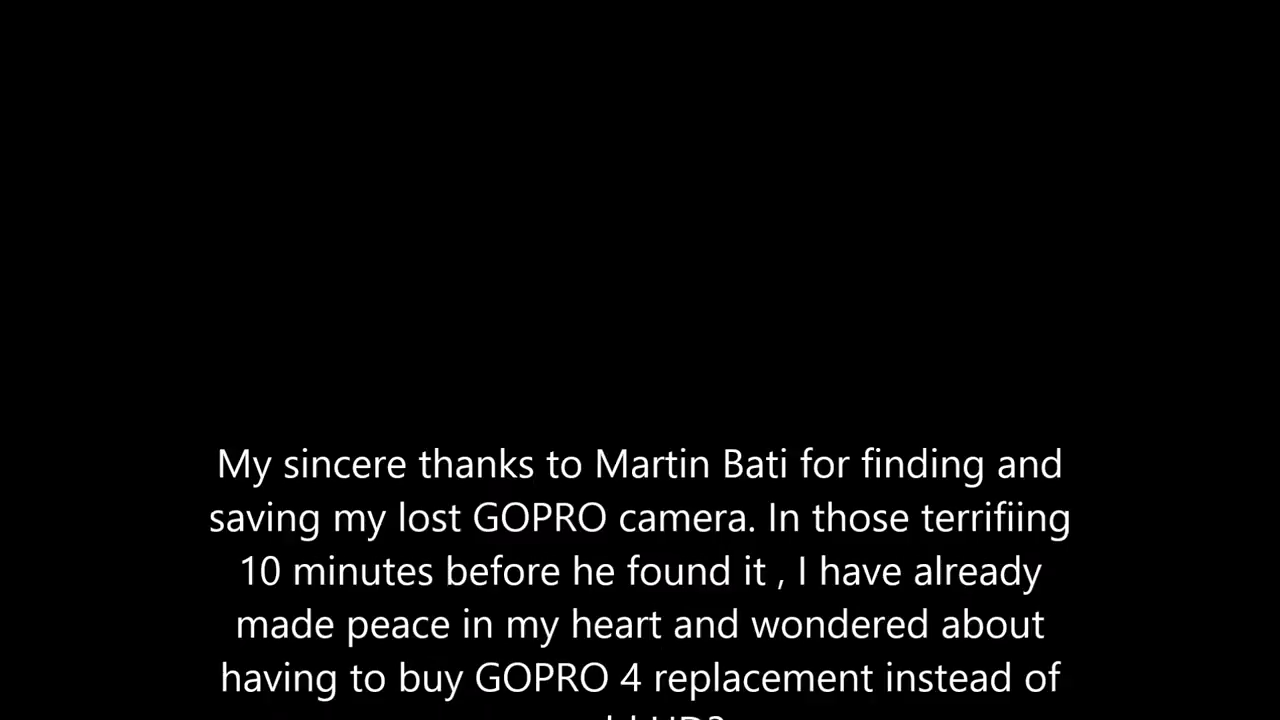 My sincere thanks to Martin Bati for finding and
saving my lost GOPRO camera. In those terrifiing
10 minutes before he found it , I have already
made peace in my heart and wondered about
having to buy GOPRO 4 replacement instead of